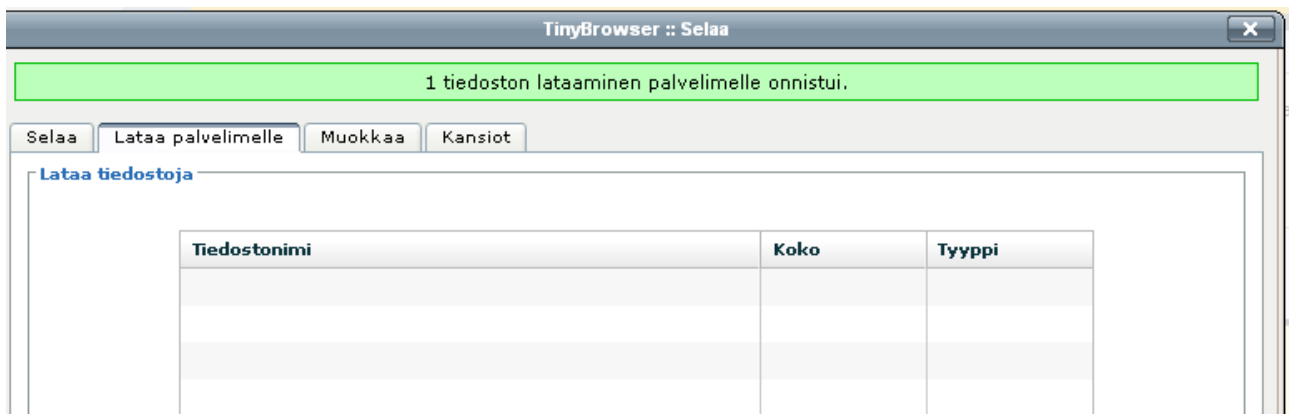 TinyBrowser :: Selaa
1 tiedoston lataaminen palvelimelle onnistui.
Selaa Lataa palvelimelle Muokkaa Kansiot
Lataa tiedostoja
Tiedostonimi Koko Tyyppi